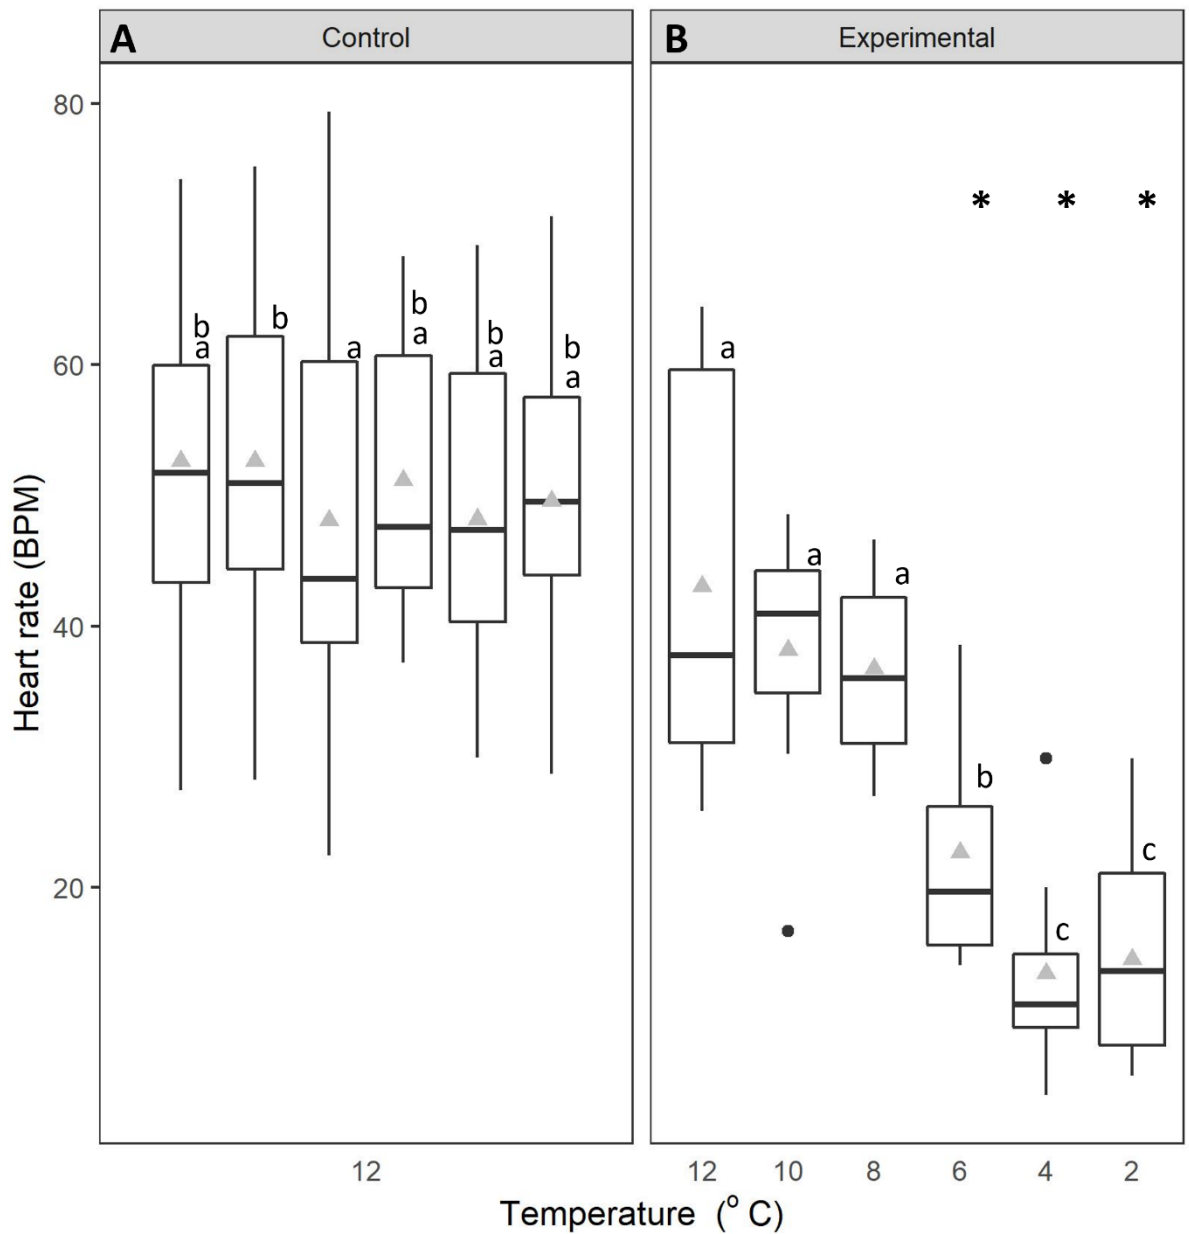 A Control
B Experimental
80
60
40
20
Heart rate (BPM)
b
a
b
a
b
a
b
a
b
a
* * *
a
a
a
b
c
c
12
12 10 8 6 4 2
Temperature (° C)